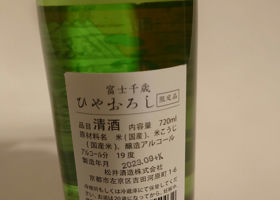 富士千歳
ひやおろし 限定品
品目 清酒 内容量 720ml
原材料名 米(国産)、米こうじ
(国産米)、醸造アルコール
アルコール分 19度
製造年月 2023.09
松井酒造株式会社
京都市左京区吉田河原町1-6